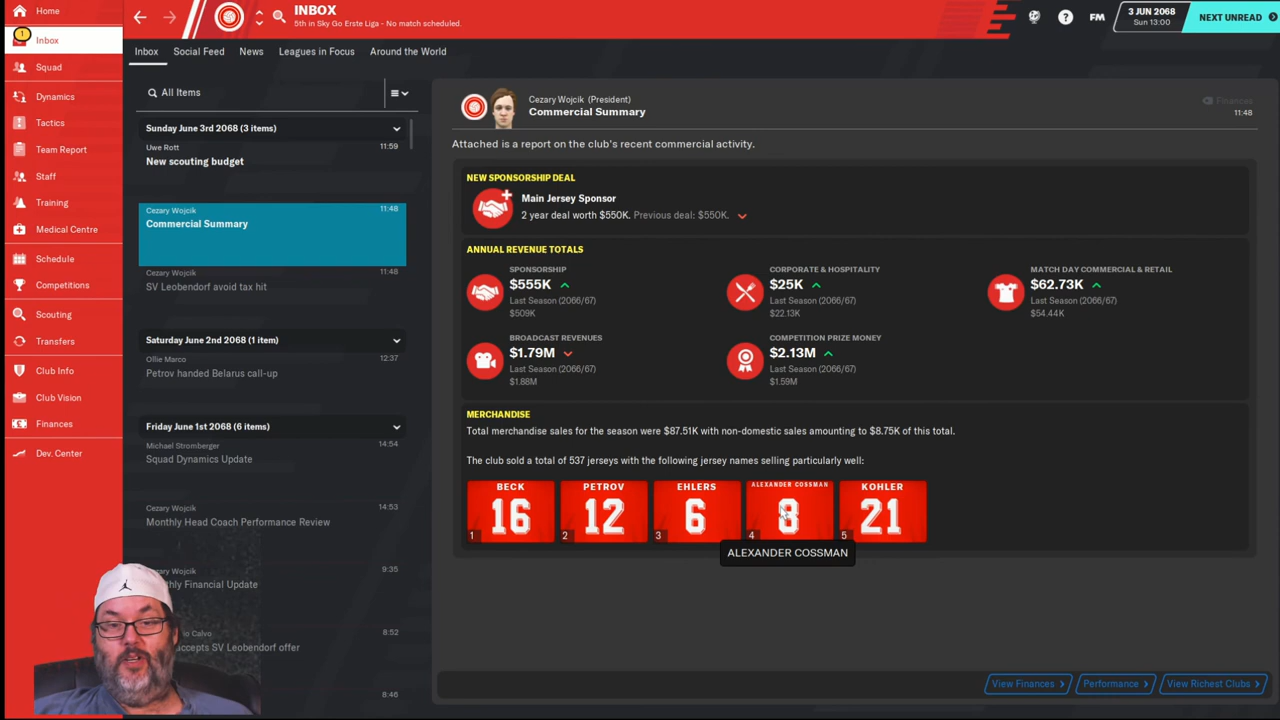 Home
INBOX
5th in Sky Go Erste Liga - No match scheduled.
FM
3 JUN 2068
Sun 13:00
NEXT UNREAD
1
Inbox
Squad
Dynamics
Tactics
Team Report
Staff
Training
Medical Centre
Schedule
Competitions
Scouting
Transfers
Club Info
Club Vision
Finances
Dev. Center
Inbox
Social Feed
News
Leagues in Focus
Around the World
All Items
Sunday June 3rd 2068 (3 items)
Uwe Rott
11:59
New scouting budget
Cezary Wojcik
11:48
Commercial Summary
Cezary Wojcik
11:48
SV Leobendorf avoid tax hit
Saturday June 2nd 2068 (1 item)
Ollie Marco
12:37
Petrov handed Belarus call-up
Friday June 1st 2068 (6 items)
Michael Stromberger
14:54
Squad Dynamics Update
Cezary Wojcik
14:53
Monthly Head Coach Performance Review
Wojcik
9:35
Financial Update
Calvo
8:52
accepts SV Leobendorf offer
8:46
Cezary Wojcik (President)
Commercial Summary
Finances
11:48
Attached is a report on the club's recent commercial activity.
NEW SPONSORSHIP DEAL
Main Jersey Sponsor
2 year deal worth $550K. Previous deal: $550K.
ANNUAL REVENUE TOTALS
SPONSORSHIP
$555K
Last Season (2066/67)
$509K
CORPORATE & HOSPITALITY
$25K
Last Season (2066/67)
$22.13K
MATCH DAY COMMERCIAL & RETAIL
$62.73K
Last Season (2066/67)
$54.44K
BROADCAST REVENUES
$1.79M
Last Season (2066/67)
$1.88M
COMPETITION PRIZE MONEY
$2.13M
Last Season (2066/67)
$1.59M
MERCHANDISE
Total merchandise sales for the season were $87.51K with non-domestic sales amounting to $8.75K of this total.
The club sold a total of 537 jerseys with the following jersey names selling particularly well:
BECK
16
1
PETROV
12
2
EHLERS
6
3
ALEXANDER COSSMAN
8
4
KOHLER
21
5
ALEXANDER COSSMAN
View Finances
Performance
View Richest Clubs